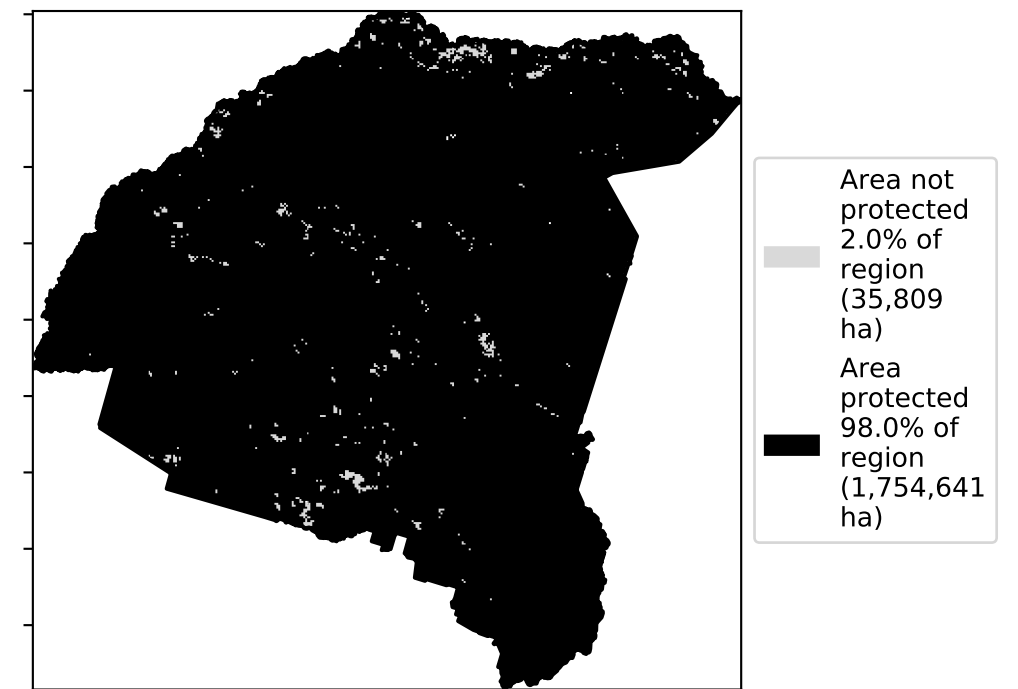 Area not
protected
2.0% of
region
(35,809
ha)
Area
protected
98.0% of
region
(1,754,641
ha)